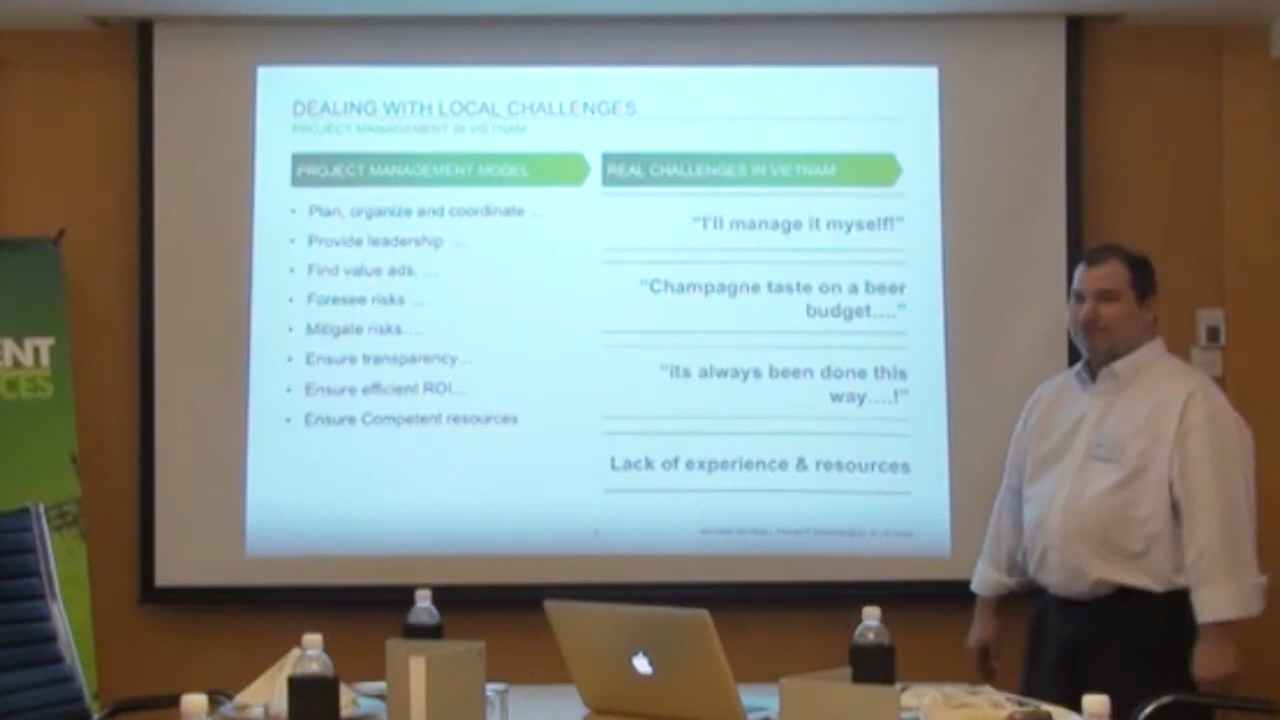 DEALING WITH LOCAL CHALLENGES
PROJECT MANAGEMENT IN VIETNAM
PROJECT MANAGEMENT MODEL
• Plan, organize and coordinate ...
• Provide leadership ....
• Find value ads.....
• Foresee risks ....
• Mitigate risks....
• Ensure transparency...
• Ensure efficient ROI...
• Ensure Competent resources
REAL CHALLENGES IN VIETNAM
"I'll manage it myself!"
"Champagne taste on a beer
budget...."
"its always been done this
way....!"
Lack of experience & resources
ENT
CES